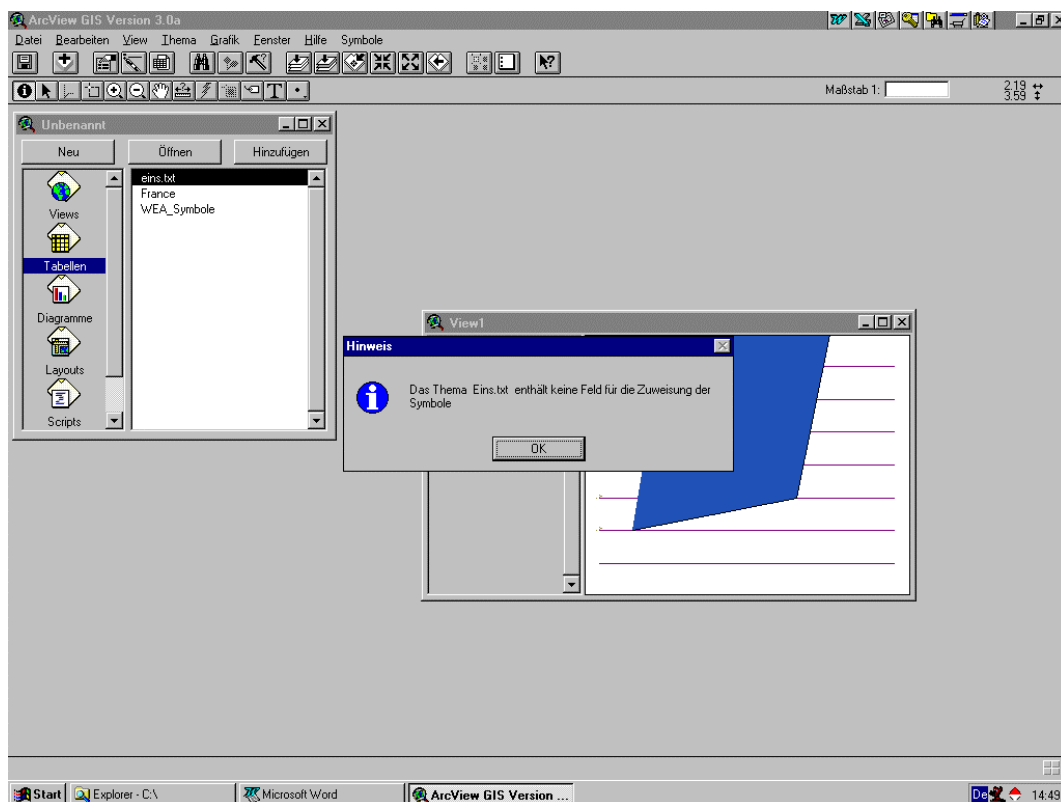 ArcView GIS Version 3.0a
Datei Bearbeiten View Thema Grafik Fenster Hilfe Symbole
Maßstab 1:
2.19
3.59
Unbenannt
Neu Öffnen Hinzufügen
eins.txt
France
WEA_Symbole
Views
Tabellen
Diagramme
Layouts
Scripts
View1
Hinweis
Das Thema Eins.txt enthält keine Feld für die Zuweisung der
Symbole
OK
Start Explorer - C:\ Microsoft Word ArcView GIS Version ... De 14:49